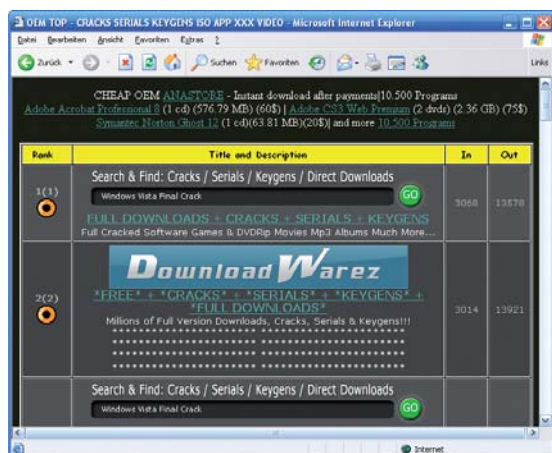 OEM TOP - CRACKS SERIALS KEYGENS ISO APP XXX VIDEO - Microsoft Internet Explorer
Datei Bearbeiten Ansicht Favoriten Extras ?
Zurück Suchen Favoriten Links
CHEAP OEM ANASTORE - Instant download after payments|10.500 Programs
Adobe Acrobat Professional 8 (1 cd) (576.79 MB) (60$) | Adobe CS3 Web Premium (2 dvds) (2.36 GB) (75$)
Symantec Norton Ghost 12 (1 cd)(63.81 MB)(20$)| and more 10.500 Programs
Rank Title and Description In Out
Search & Find: Cracks / Serials / Keygens / Direct Downloads
1(1)
Windows Vista Final Crack GO
3068 13578
FULL DOWNLOADS + CRACKS + SERIALS + KEYGENS
Full Cracked Software Games & DVDRip Movies Mp3 Albums Much More...
Download Warez
2(2)
*FREE* + *CRACKS* + *SERIALS* + *KEYGENS* +
*FULL DOWNLOADS*
3014 13921
Millions of Full Version Downloads, Cracks, Serials & Keygens!!!
Search & Find: Cracks / Serials / Keygens / Direct Downloads
Windows Vista Final Crack GO
Internet